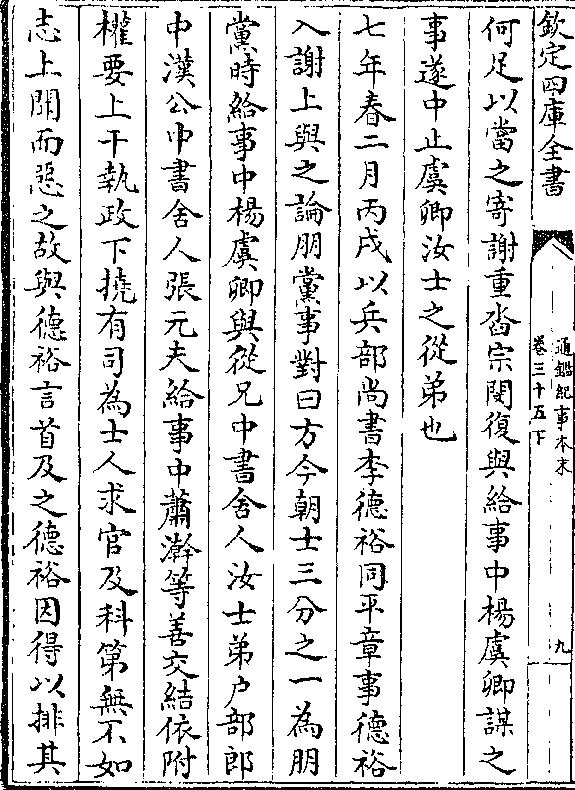 欽定四庫全書
通鑑紀事本末
卷三十五下
九
何足以當之寄謝重沓宗閔復與給事中楊虞卿謀之
事遂中止虞卿汝士之從弟也
七年春二月丙戌以兵部尚書李德裕同平章事德裕
入謝上與之論朋黨事對曰方今朝士三分之一為朋
黨時給事中楊虞卿與從兄中書舍人汝士弟户部郎
中漢公中書舍人張元夫給事中蕭澣等善交結依附
權要上干執政下撓有司為士人求官及科第無不如
志上聞而惡之故與德裕言首及之德裕因得以排其